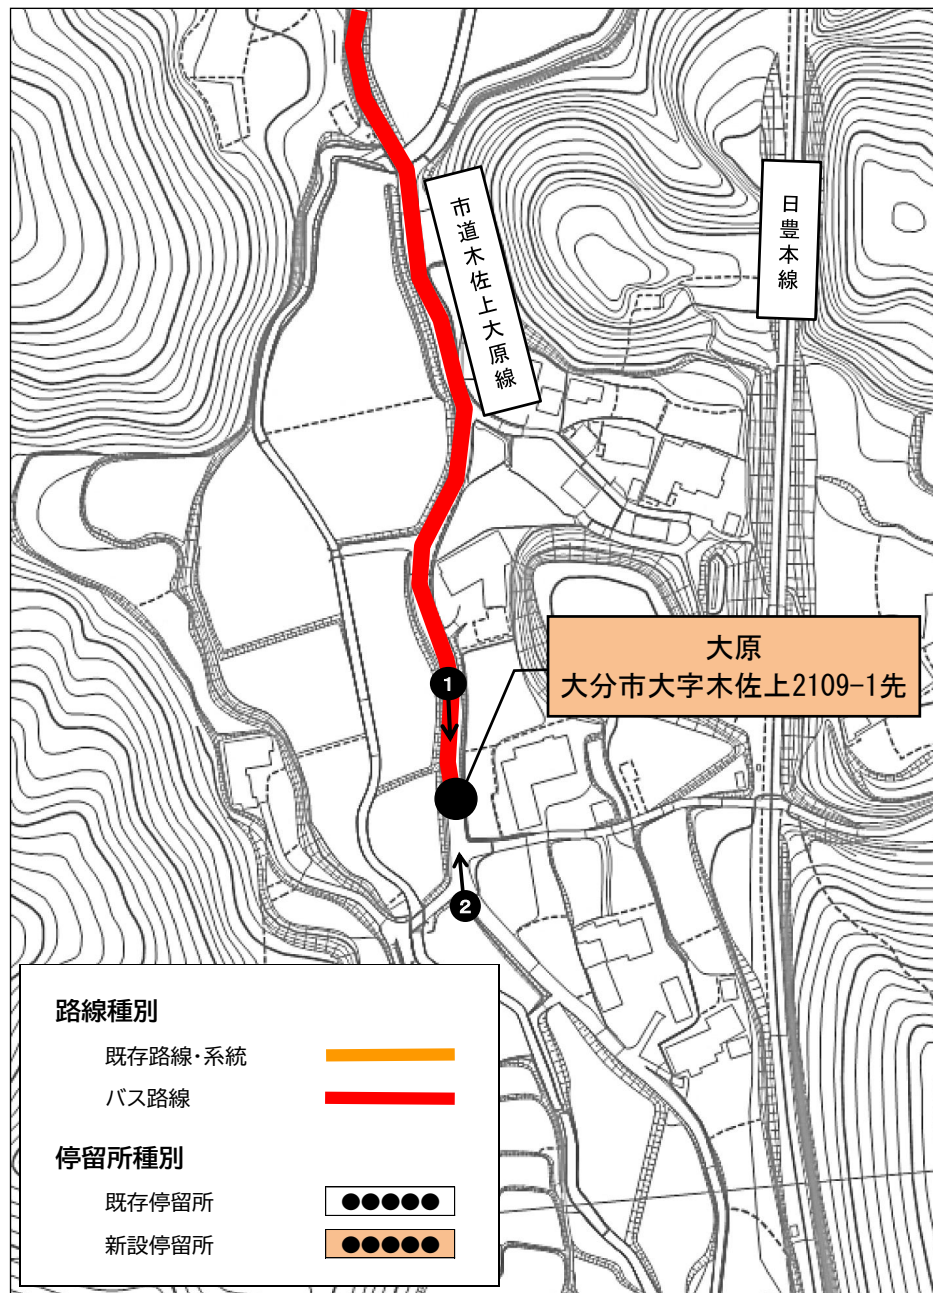 市道木佐上大原線
日豊本線
大原
大分市大字木佐上2109-1先
1
2
路線種別
既存路線・系統
バス路線
停留所種別
既存停留所
●●●●●
新設停留所
●●●●●